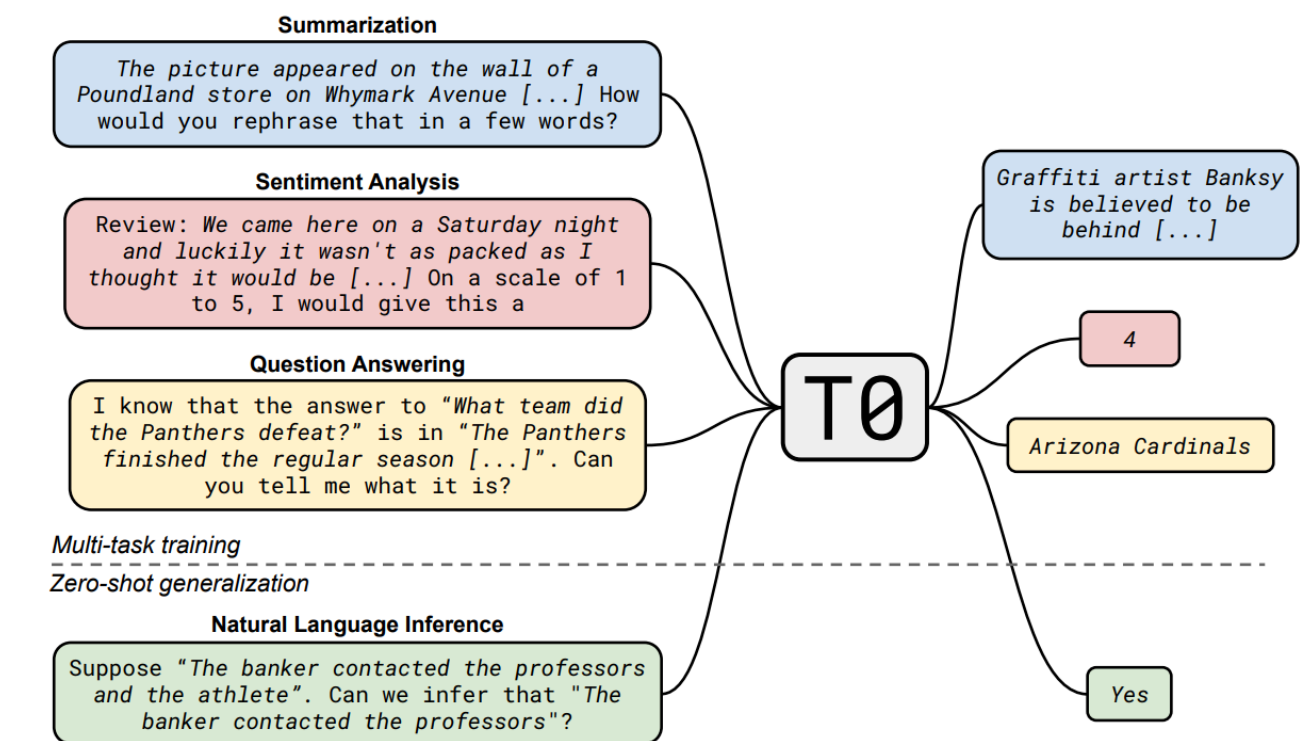 Summarization
The picture appeared on the wall of a
Poundland store on Whymark Avenue [...] How
would you rephrase that in a few words?
Sentiment Analysis
Review: We came here on a Saturday night
and luckily it wasn't as packed as I
thought it would be [...] On a scale of 1
to 5, I would give this a
Question Answering
I know that the answer to “What team did
the Panthers defeat?” is in “The Panthers
finished the regular season [...]”. Can
you tell me what it is?
Multi-task training
Zero-shot generalization
Natural Language Inference
Suppose “The banker contacted the professors
and the athlete”. Can we infer that "The
banker contacted the professors"?
T0
Graffiti artist Banksy
is believed to be
behind [...]
4
Arizona Cardinals
Yes